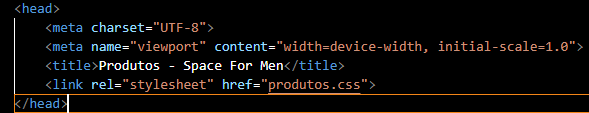 <head>
<meta charset="UTF-8">
<meta name="viewport" content="width=device-width, initial-scale=1.0">
<title>Produtos - Space For Men</title>
<link rel="stylesheet" href="produtos.css">
</head>